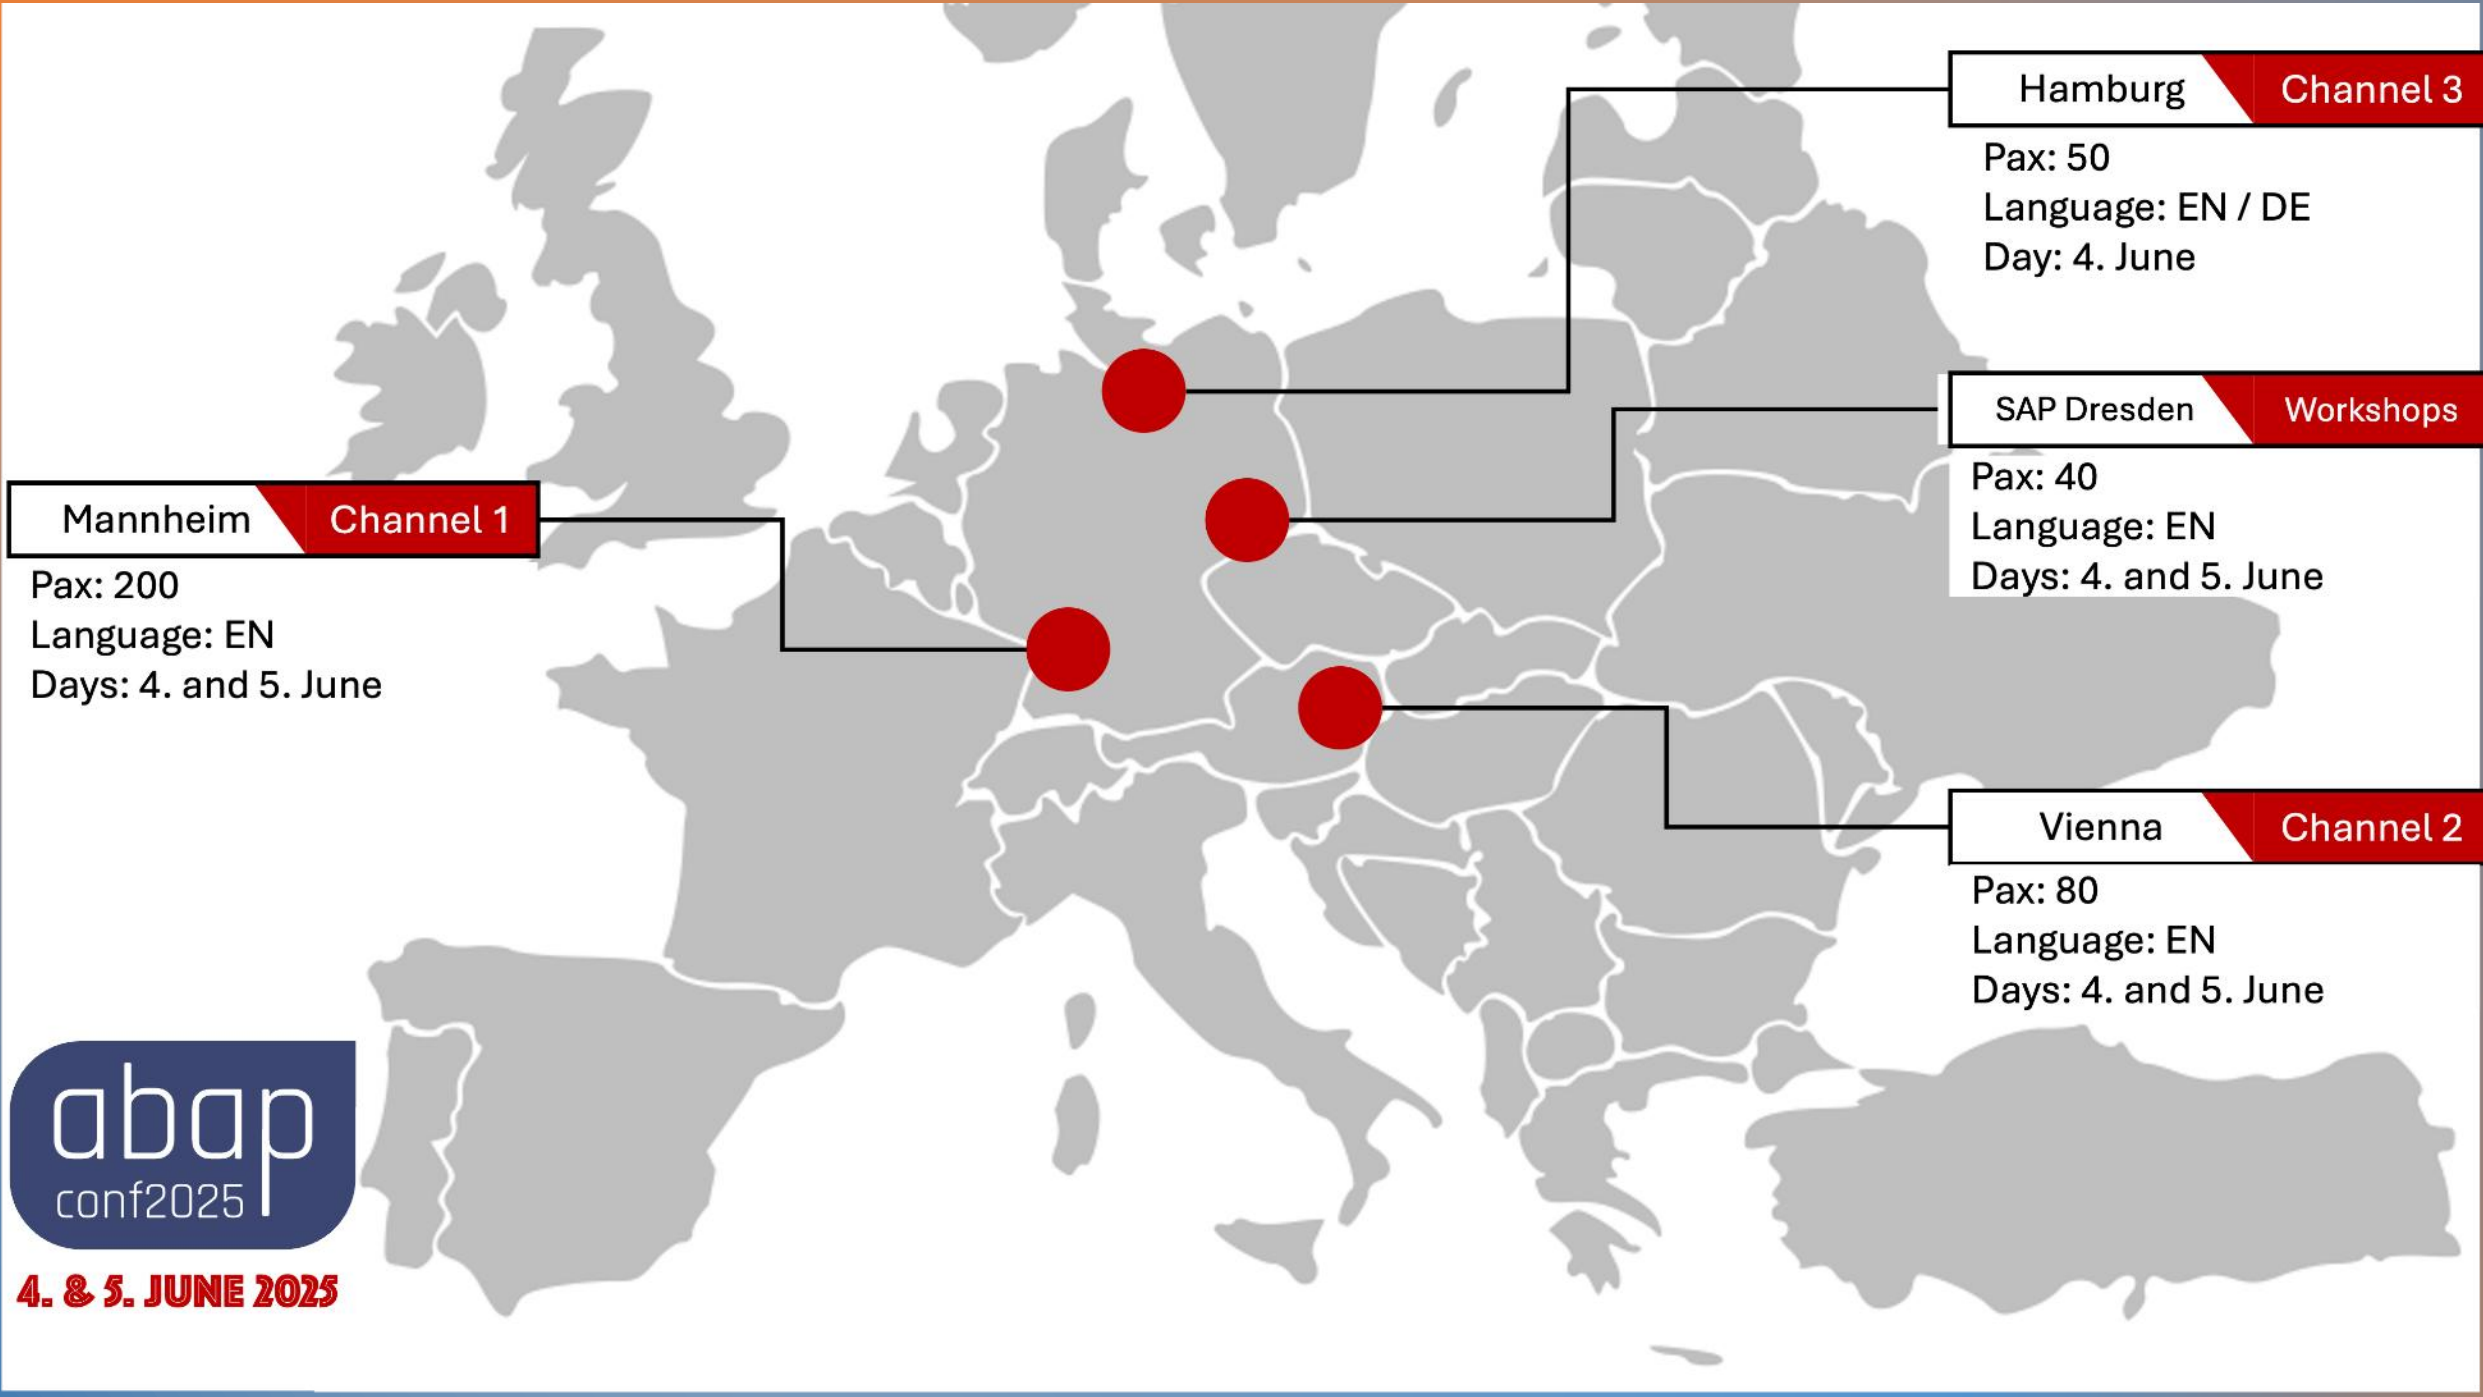 Hamburg Channel 3
Pax: 50
Language: EN / DE
Day: 4. June
SAP Dresden Workshops
Pax: 40
Language: EN
Days: 4. and 5. June
Mannheim Channel 1
Pax: 200
Language: EN
Days: 4. and 5. June
Vienna Channel 2
Pax: 80
Language: EN
Days: 4. and 5. June
abap
conf2025
4. & 5. JUNE 2025